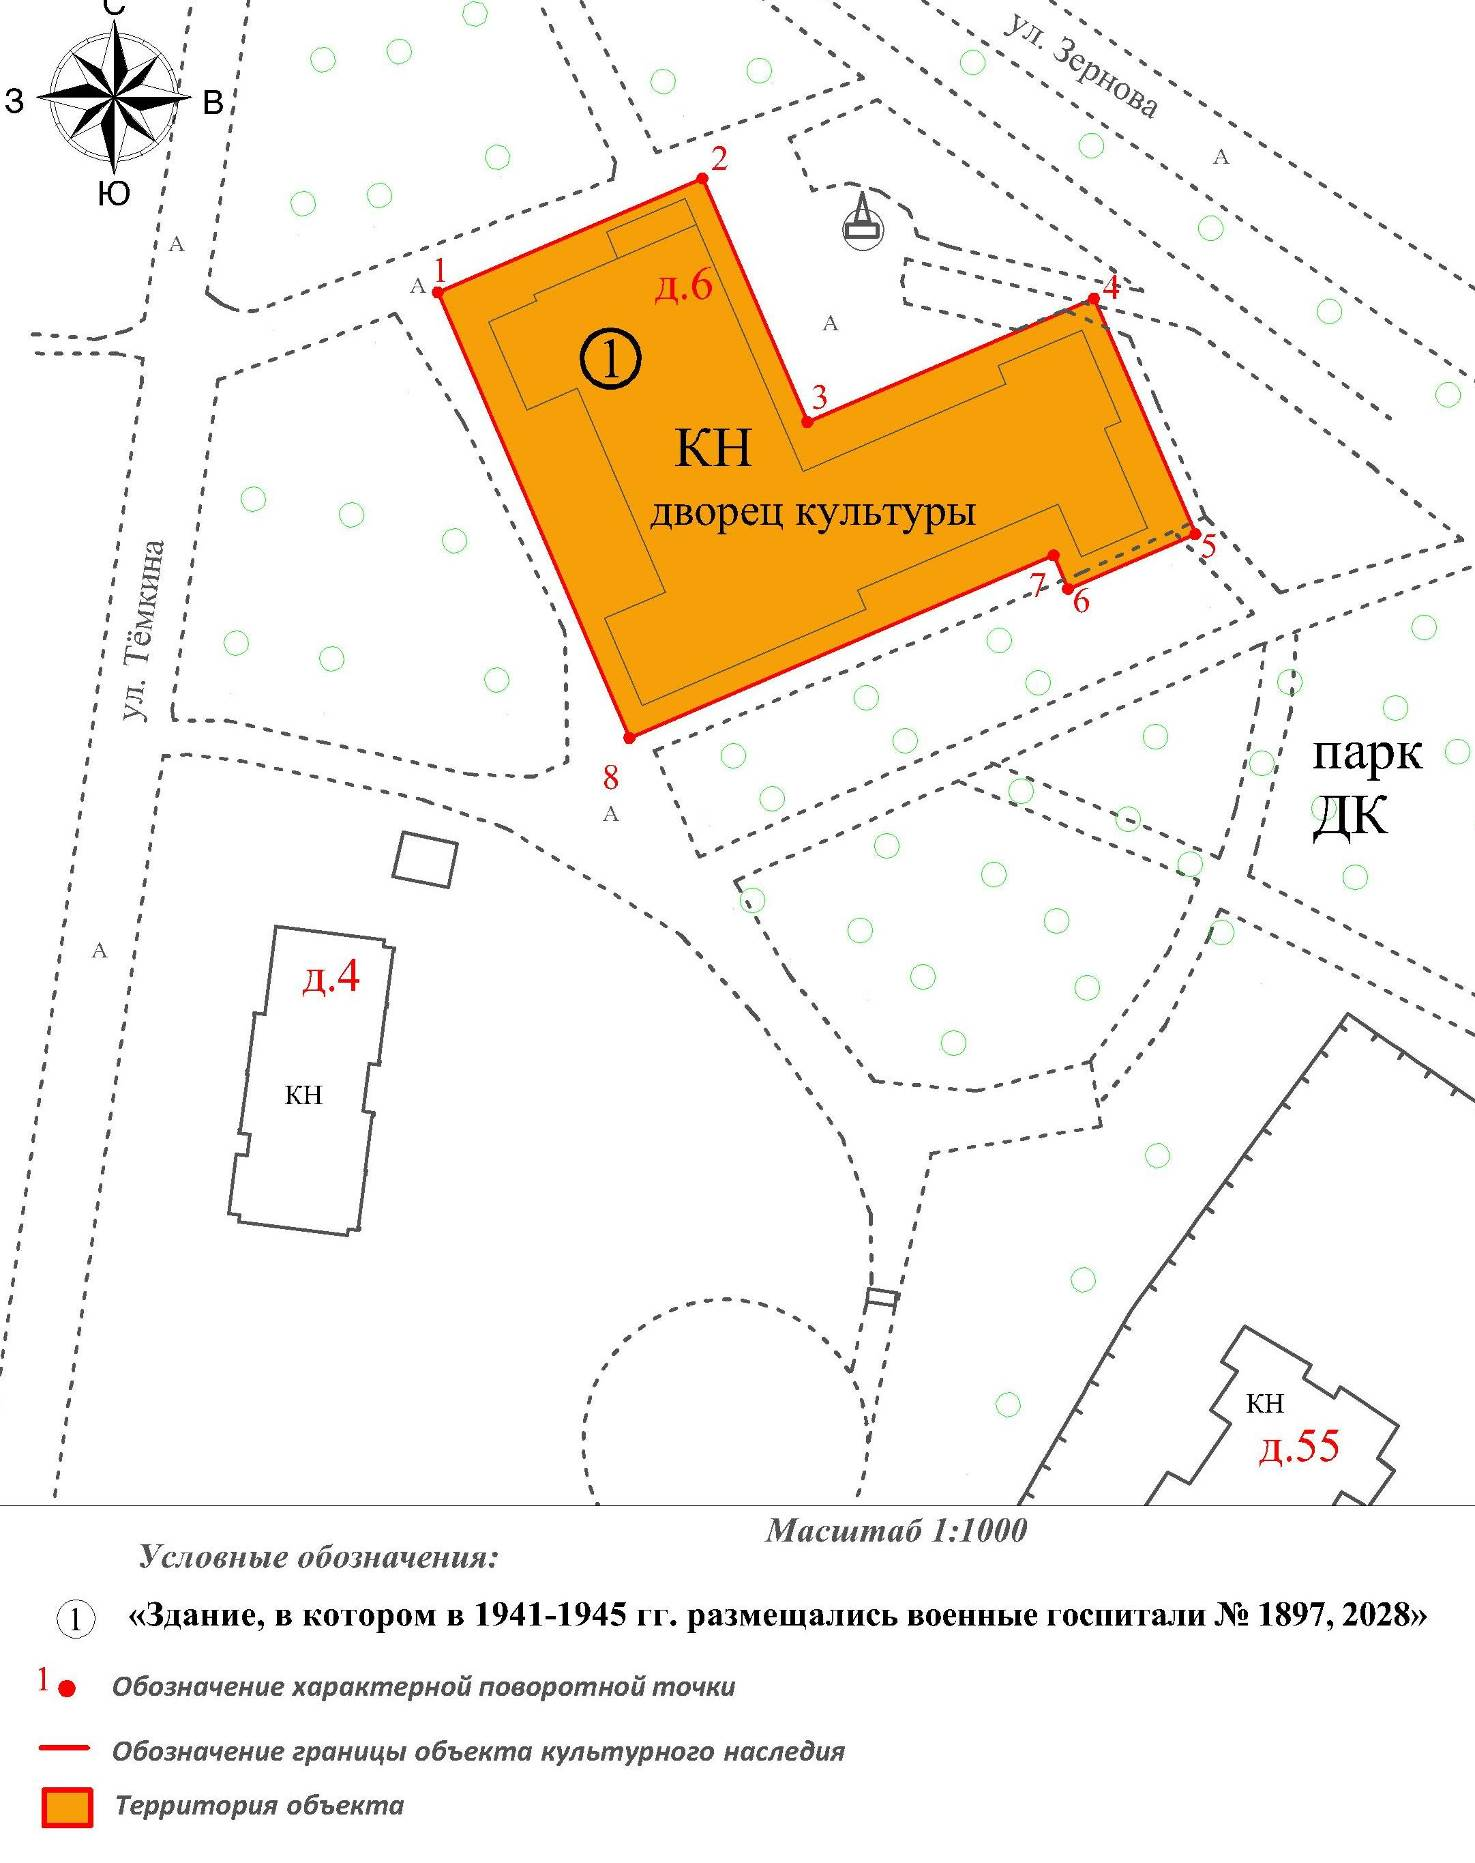 С
З
В
Ю
ул. Зернова
А
А
2
1
А
д.6
4
А
1
3
КН
дворец культуры
5
7
6
ул. Тёмкина
8
А
парк
ДК
А
д.4
КН
КН
д.55
Масштаб 1:1000
Условные обозначения:
1 «Здание, в котором в 1941-1945 гг. размещались военные госпитали № 1897, 2028»
1 Обозначение характерной поворотной точки
Обозначение границы объекта культурного наследия
Территория объекта